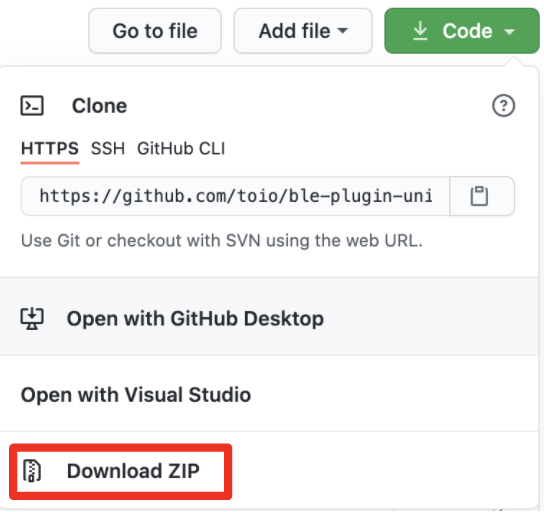 Go to file
Add file
Code
Clone
HTTPS SSH GitHub CLI
https://github.com/toio/ble-plugin-uni
Use Git or checkout with SVN using the web URL.
Open with GitHub Desktop
Open with Visual Studio
Download ZIP